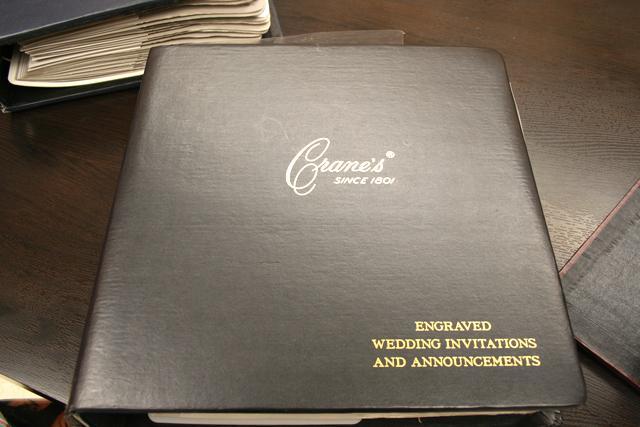 Crane's®
SINCE 1801
ENGRAVED
WEDDING INVITATIONS
AND ANNOUNCEMENTS